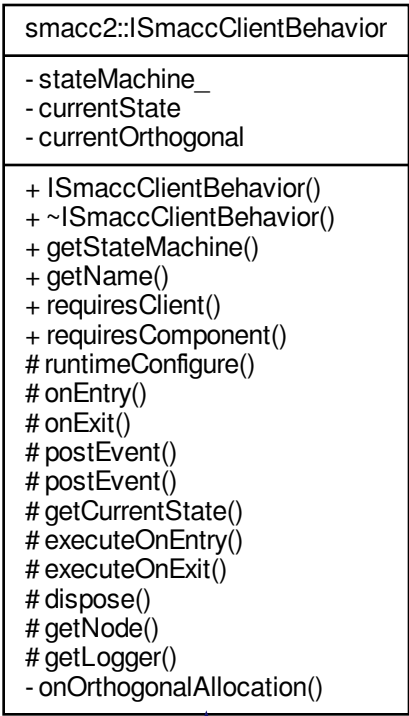 smacc2::ISmaccClientBehavior
- stateMachine_
- currentState
- currentOrthogonal
+ ISmaccClientBehavior()
+ ~ISmaccClientBehavior()
+ getStateMachine()
+ getName()
+ requiresClient()
+ requiresComponent()
# runtimeConfigure()
# onEntry()
# onExit()
# postEvent()
# postEvent()
# getCurrentState()
# executeOnEntry()
# executeOnExit()
# dispose()
# getNode()
# getLogger()
- onOrthogonalAllocation()